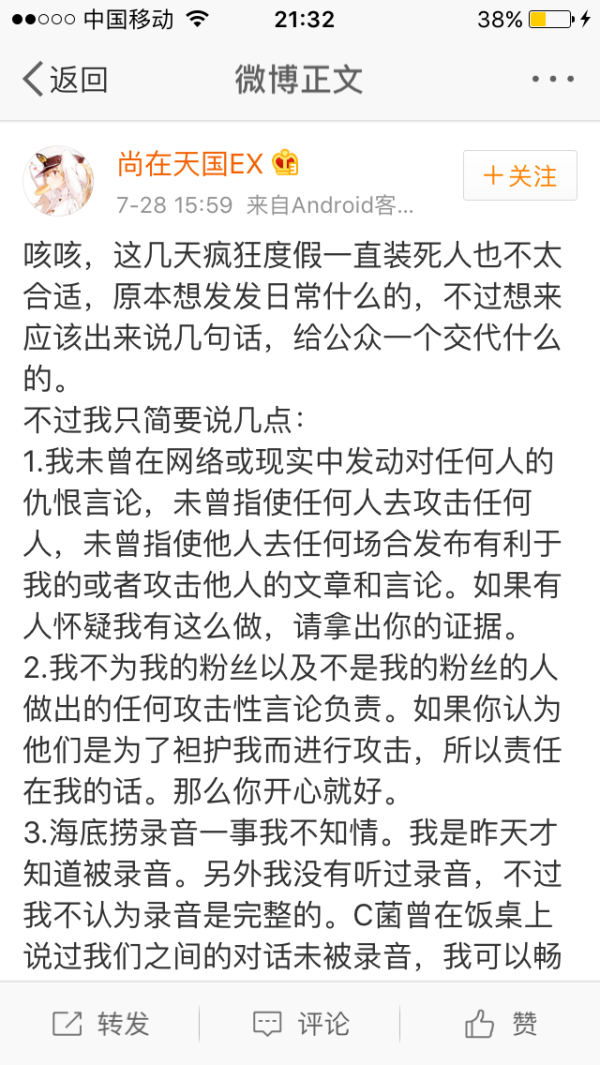 中国移动 21:32 38%
返回 微博正文
尚在天国EX
+关注
7-28 15:59 来自Android客...
咳咳，这几天疯狂度假一直装死人也不太
合适，原本想发发日常什么的，不过想来
应该出来说几句话，给公众一个交代什么
的。
不过我只简要说几点：
1.我未曾在网络或现实中发动对任何人的
仇恨言论，未曾指使任何人去攻击任何
人，未曾指使他人去任何场合发布有利于
我的或者攻击他人的文章和言论。如果有
人怀疑我有这么做，请拿出你的证据。
2.我不为我的粉丝以及不是我的粉丝的人
做出的任何攻击性言论负责。如果你认为
他们是为了袒护我而进行攻击，所以责任
在我的话。那么你开心就好。
3.海底捞录音一事我不知情。我是昨天才
知道被录音。另外我没有听过录音，不过
我不认为录音是完整的。C菌曾在饭桌上
说过我们之间的对话未被录音，我可以畅
转发 评论 赞